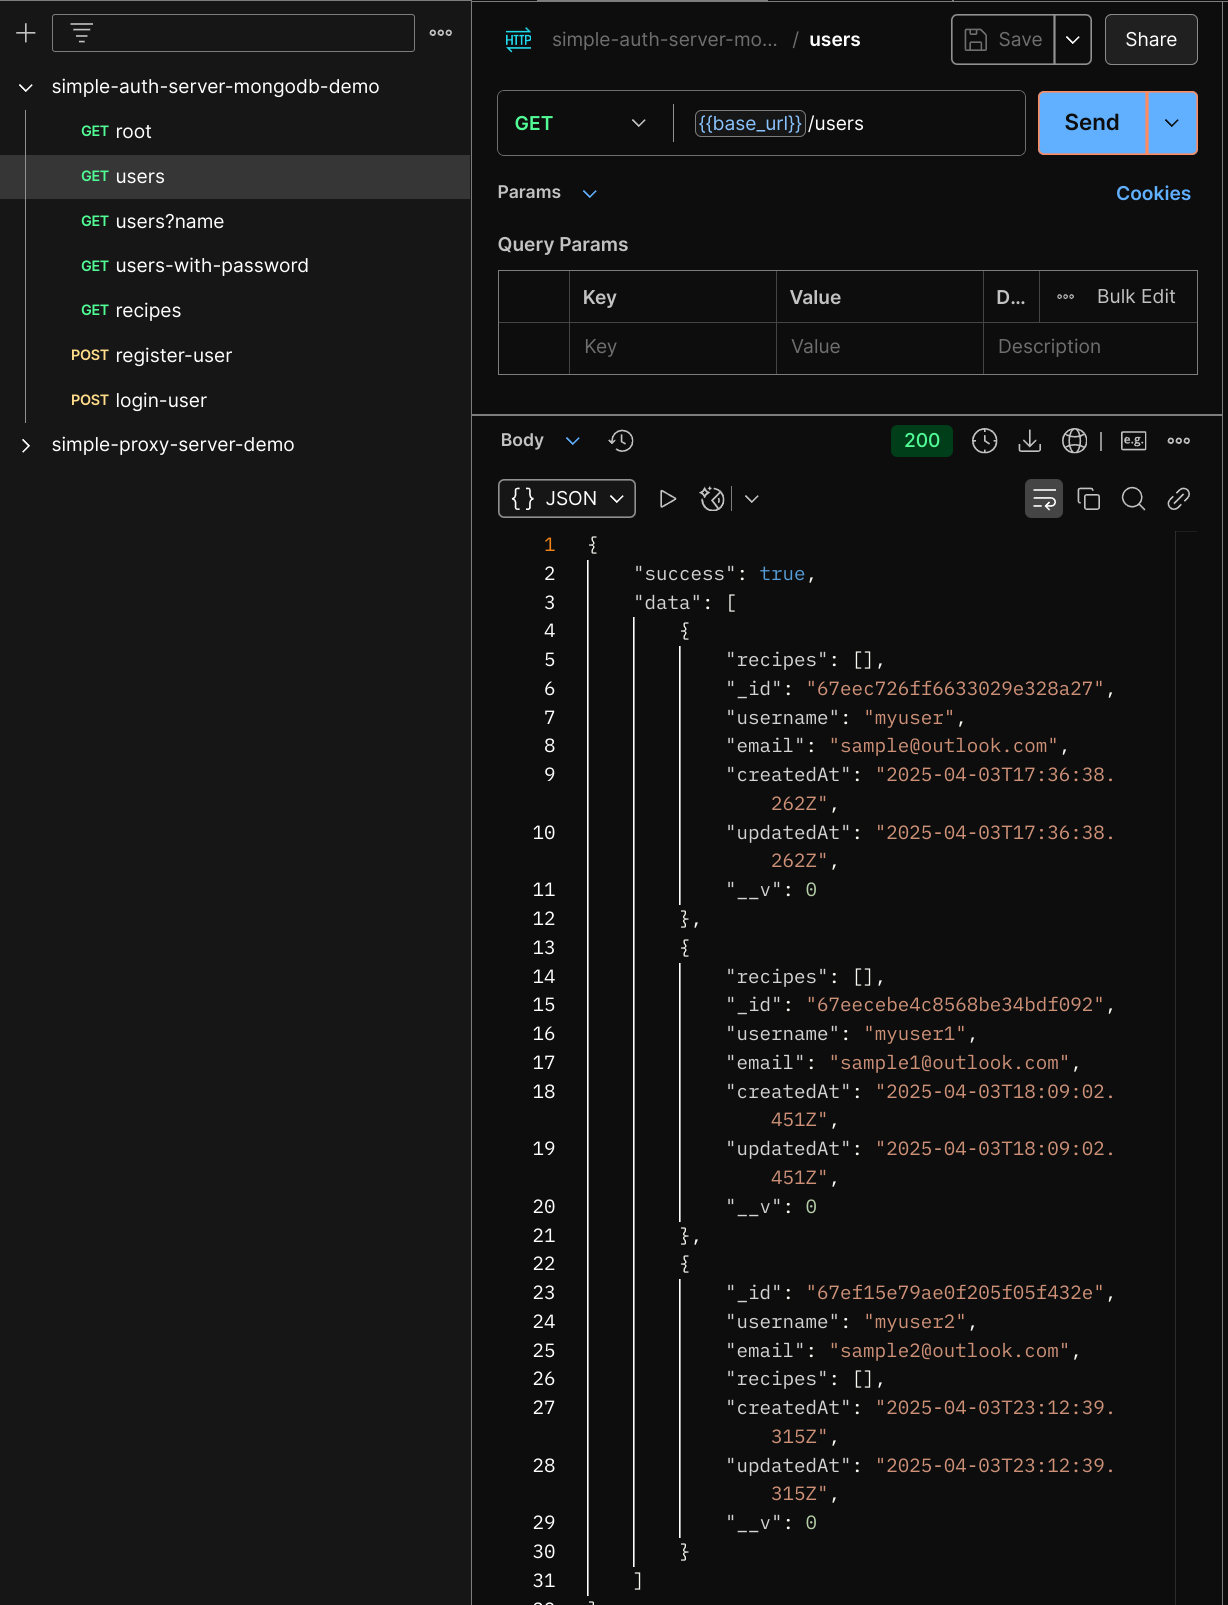 simple-auth-server-mongodb-demo
GET root
GET users
GET users?name
GET users-with-password
GET recipes
POST register-user
POST login-user
simple-proxy-server-demo
HTTP simple-auth-server-mo... / users
Save
Share
GET {{base_url}}/users
Send
Params
Cookies
Query Params
Key Value D... Bulk Edit
Key Value Description
Body 200 e.g.
{} JSON
1 {
2 "success": true,
3 "data": [
4 {
5 "recipes": [],
6 "_id": "67eec726ff6633029e328a27",
7 "username": "myuser",
8 "email": "sample@outlook.com",
9 "createdAt": "2025-04-03T17:36:38.
262Z",
10 "updatedAt": "2025-04-03T17:36:38.
262Z",
11 "__v": 0
12 },
13 {
14 "recipes": [],
15 "_id": "67eecebe4c8568be34bdf092",
16 "username": "myuser1",
17 "email": "sample1@outlook.com",
18 "createdAt": "2025-04-03T18:09:02.
451Z",
19 "updatedAt": "2025-04-03T18:09:02.
451Z",
20 "__v": 0
21 },
22 {
23 "_id": "67ef15e79ae0f205f05f432e",
24 "username": "myuser2",
25 "email": "sample2@outlook.com",
26 "recipes": [],
27 "createdAt": "2025-04-03T23:12:39.
315Z",
28 "updatedAt": "2025-04-03T23:12:39.
315Z",
29 "__v": 0
30 }
31 ]